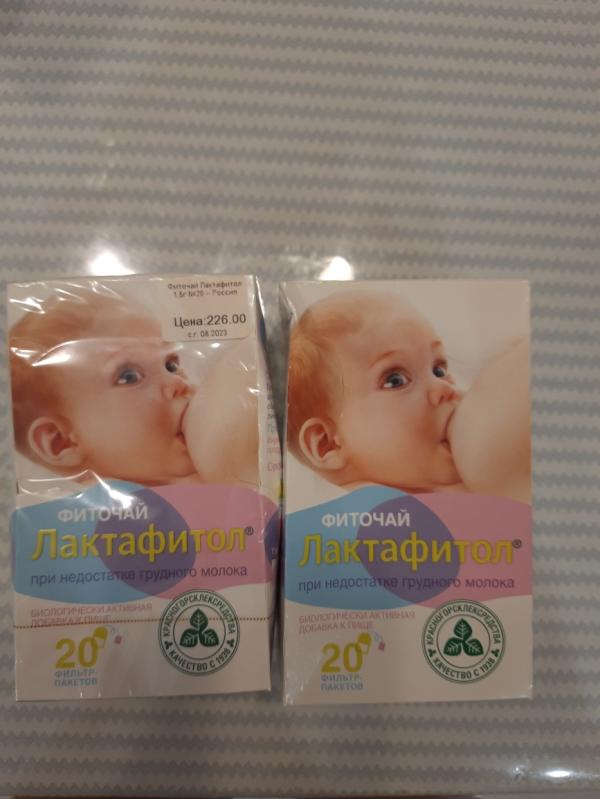 Фиточай Лактафитол
1,5г №20 – Россия
Цена:226.00
с.г. 08.2023
ФИТОЧАЙ
Лактафитол®
при недостатке грудного молока
БИОЛОГИЧЕСКИ АКТИВНАЯ
ДОБАВКА К ПИЩЕ
20
ФИЛЬТР-
ПАКЕТОВ
КРАСНОГОРСКЛЕКСРЕДСТВА
КАЧЕСТВО С 1938
ФИТОЧАЙ
Лактафитол®
при недостатке грудного молока
БИОЛОГИЧЕСКИ АКТИВНАЯ
ДОБАВКА К ПИЩЕ
20
ФИЛЬТР-
ПАКЕТОВ
КРАСНОГОРСКЛЕКСРЕДСТВА
КАЧЕСТВО С 1938